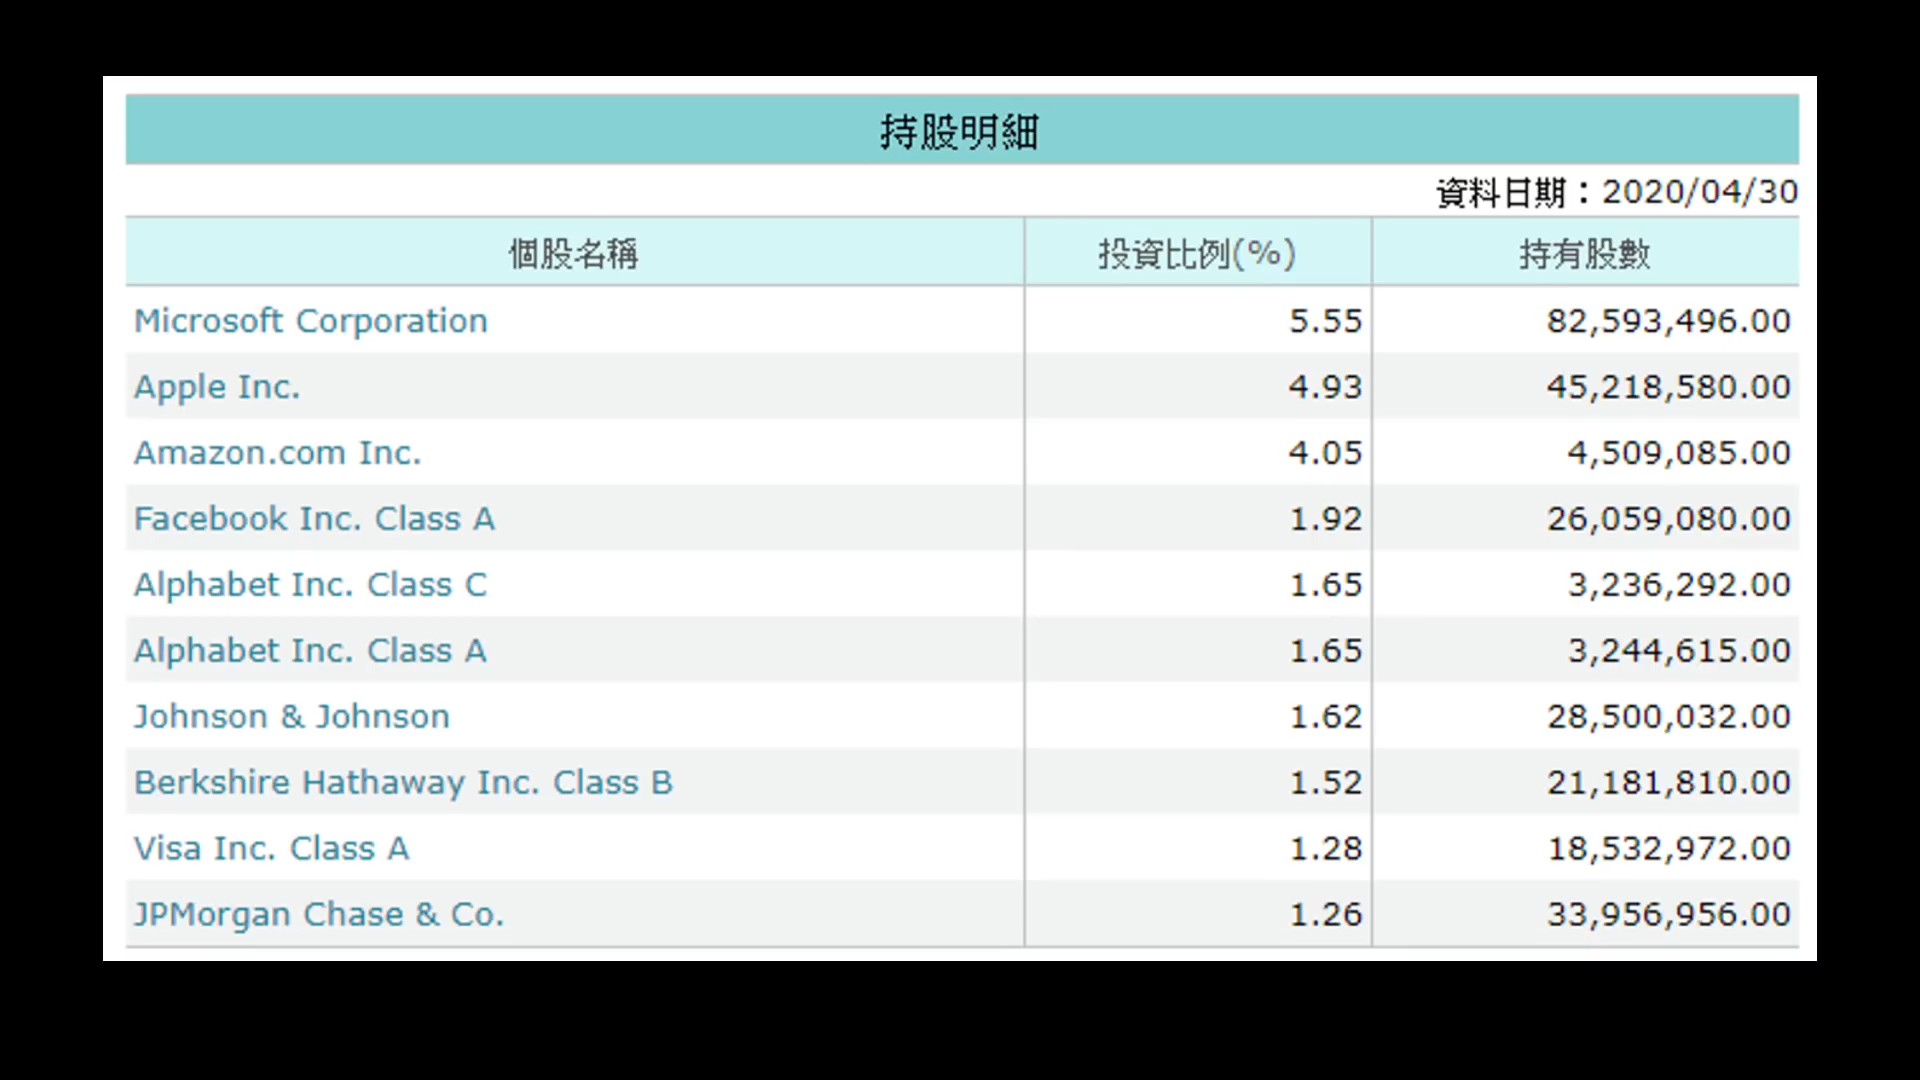 持股明細
資料日期：2020/04/30
個股名稱 投資比例(%) 持有股數
Microsoft Corporation 5.55 82,593,496.00
Apple Inc. 4.93 45,218,580.00
Amazon.com Inc. 4.05 4,509,085.00
Facebook Inc. Class A 1.92 26,059,080.00
Alphabet Inc. Class C 1.65 3,236,292.00
Alphabet Inc. Class A 1.65 3,244,615.00
Johnson & Johnson 1.62 28,500,032.00
Berkshire Hathaway Inc. Class B 1.52 21,181,810.00
Visa Inc. Class A 1.28 18,532,972.00
JPMorgan Chase & Co. 1.26 33,956,956.00